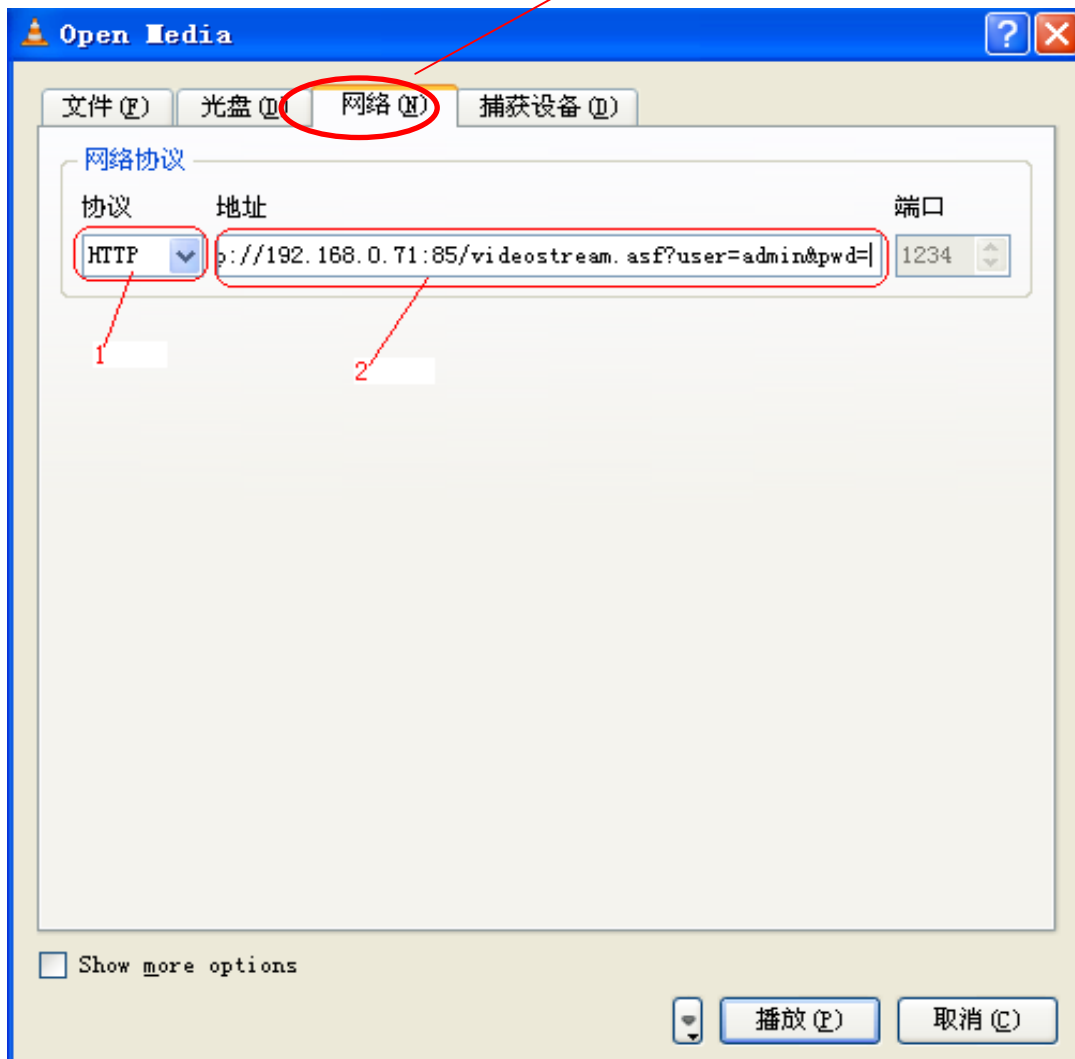 Open Media
文件(F) 光盘(D) 网络(N) 捕获设备(D)
网络协议
协议 地址 端口
HTTP p://192.168.0.71:85/videostream.asf?user=admin&pwd= 1234
1
2
Show more options
播放(P) 取消(C)